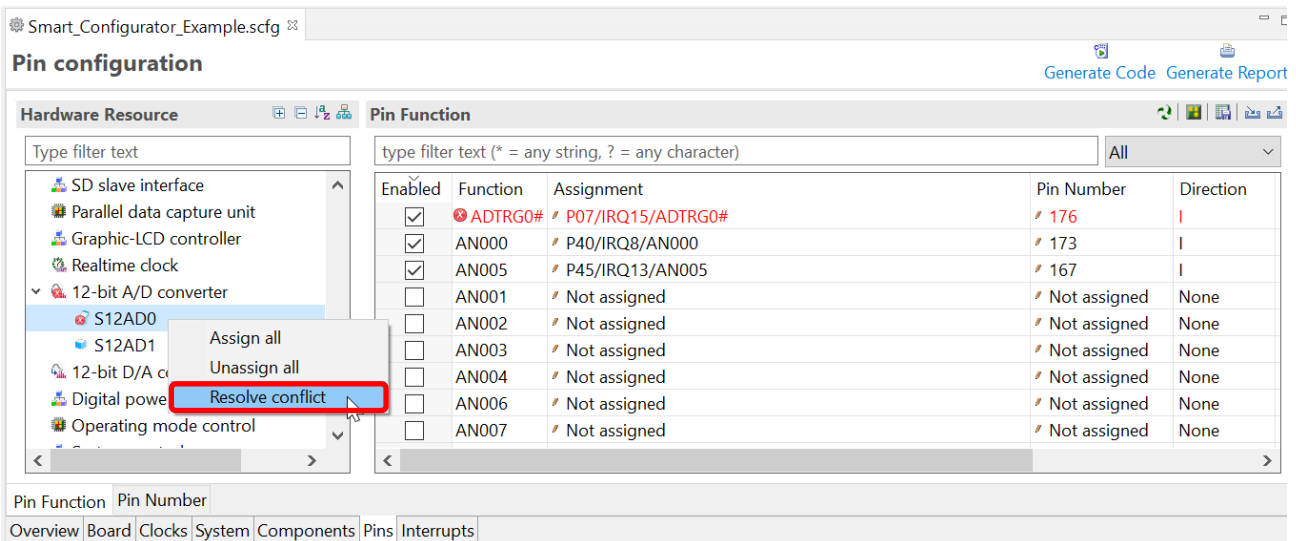 Smart_Configurator_Example.scfg
Pin configuration
Generate Code Generate Report
Hardware Resource
Pin Function
Type filter text
type filter text (* = any string, ? = any character)
All
SD slave interface
Parallel data capture unit
Graphic-LCD controller
Realtime clock
12-bit A/D converter
S12AD0
S12AD1
12-bit D/A
Digital powe
Operating mode control
Assign all
Unassign all
Resolve conflict
Enabled Function Assignment Pin Number Direction
ADTRG0# P07/IRQ15/ADTRG0# 176 I
AN000 P40/IRQ8/AN000 173 I
AN005 P45/IRQ13/AN005 167 I
AN001 Not assigned Not assigned None
AN002 Not assigned Not assigned None
AN003 Not assigned Not assigned None
AN004 Not assigned Not assigned None
AN006 Not assigned Not assigned None
AN007 Not assigned Not assigned None
Pin Function Pin Number
Overview Board Clocks System Components Pins Interrupts